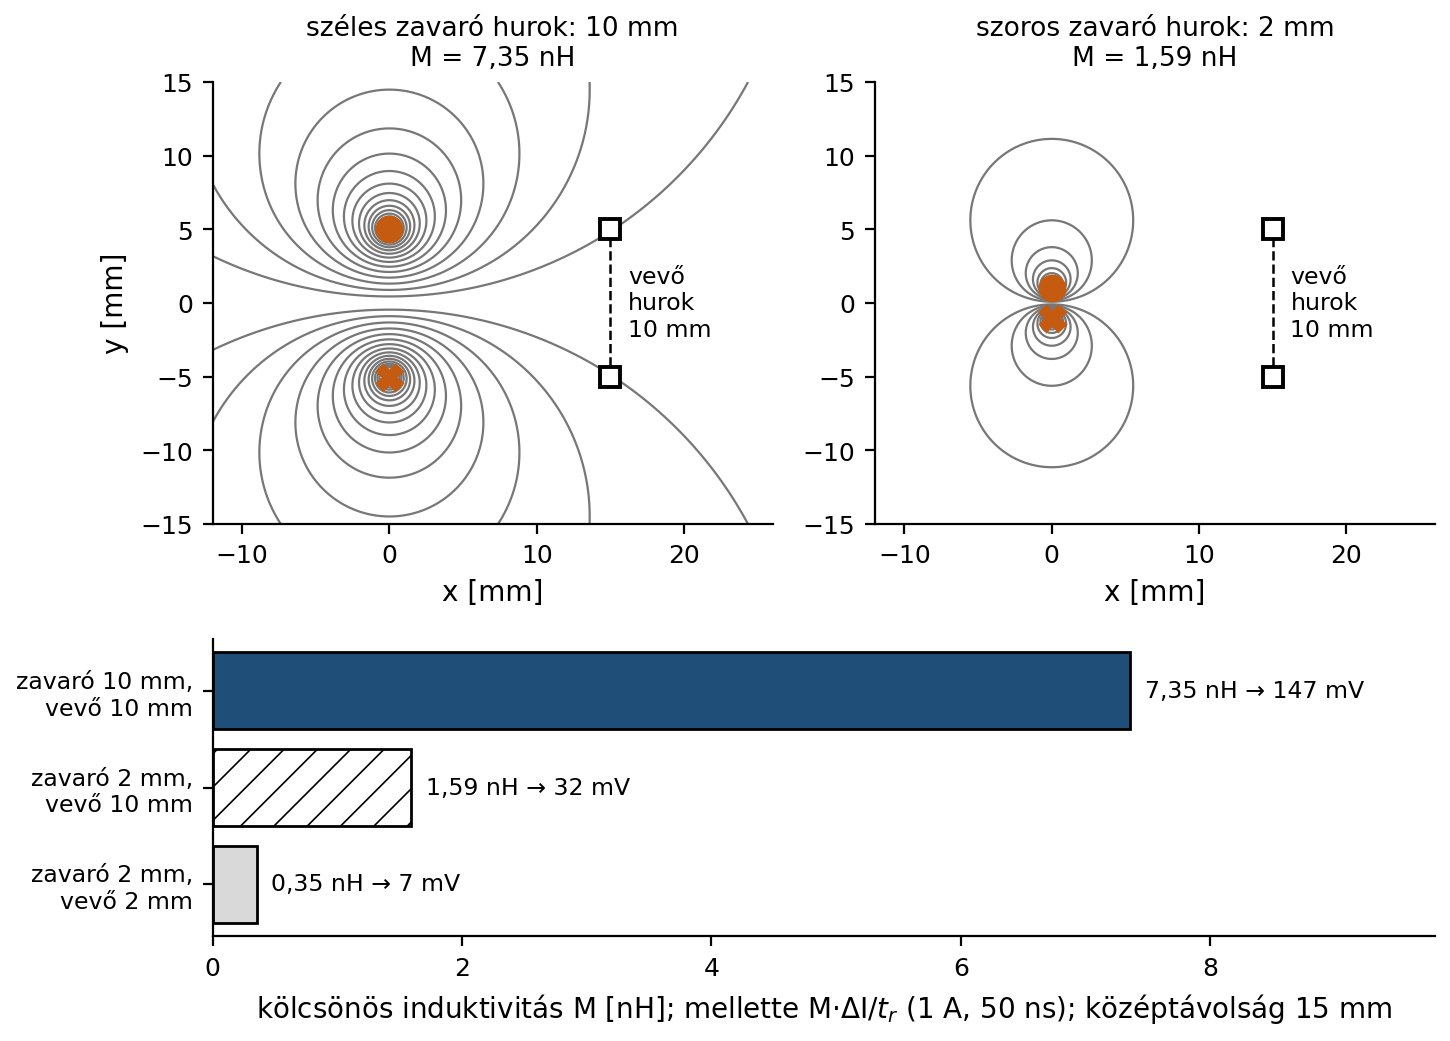 széles zavaró hurok: 10 mm
M = 7,35 nH
szoros zavaró hurok: 2 mm
M = 1,59 nH
15
10
5
0
−5
−10
−15
y [mm]
−10
0
10
20
x [mm]
vevő
hurok
10 mm
15
10
5
0
−5
−10
−15
−10
0
10
20
x [mm]
vevő
hurok
10 mm
zavaró 10 mm,
vevő 10 mm
7,35 nH → 147 mV
zavaró 2 mm,
vevő 10 mm
1,59 nH → 32 mV
zavaró 2 mm,
vevő 2 mm
0,35 nH → 7 mV
0
2
4
6
8
kölcsönös induktivitás M [nH]; mellette M·ΔI/tᵣ (1 A, 50 ns); középtávolság 15 mm